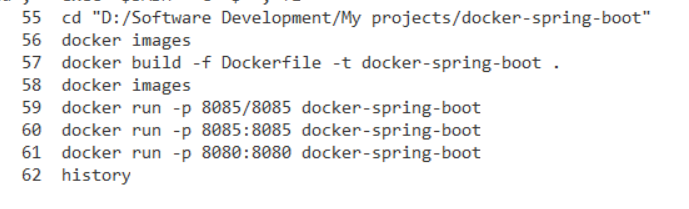 55 cd "D:/Software Development/My projects/docker-spring-boot"
56 docker images
57 docker build -f Dockerfile -t docker-spring-boot .
58 docker images
59 docker run -p 8085/8085 docker-spring-boot
60 docker run -p 8085:8085 docker-spring-boot
61 docker run -p 8080:8080 docker-spring-boot
62 history